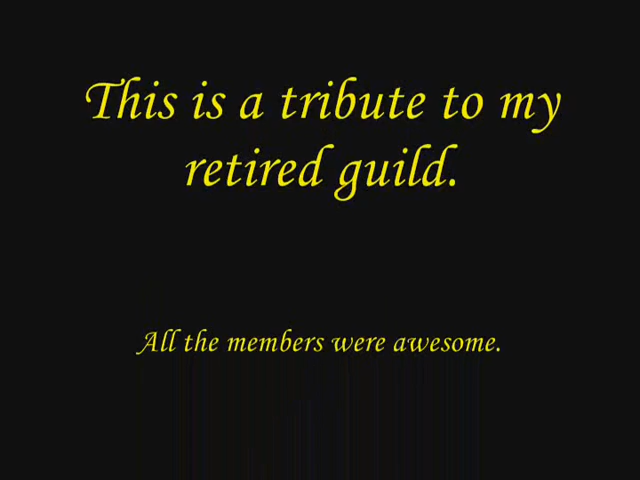 This is a tribute to my
retired guild.
All the members were awesome.